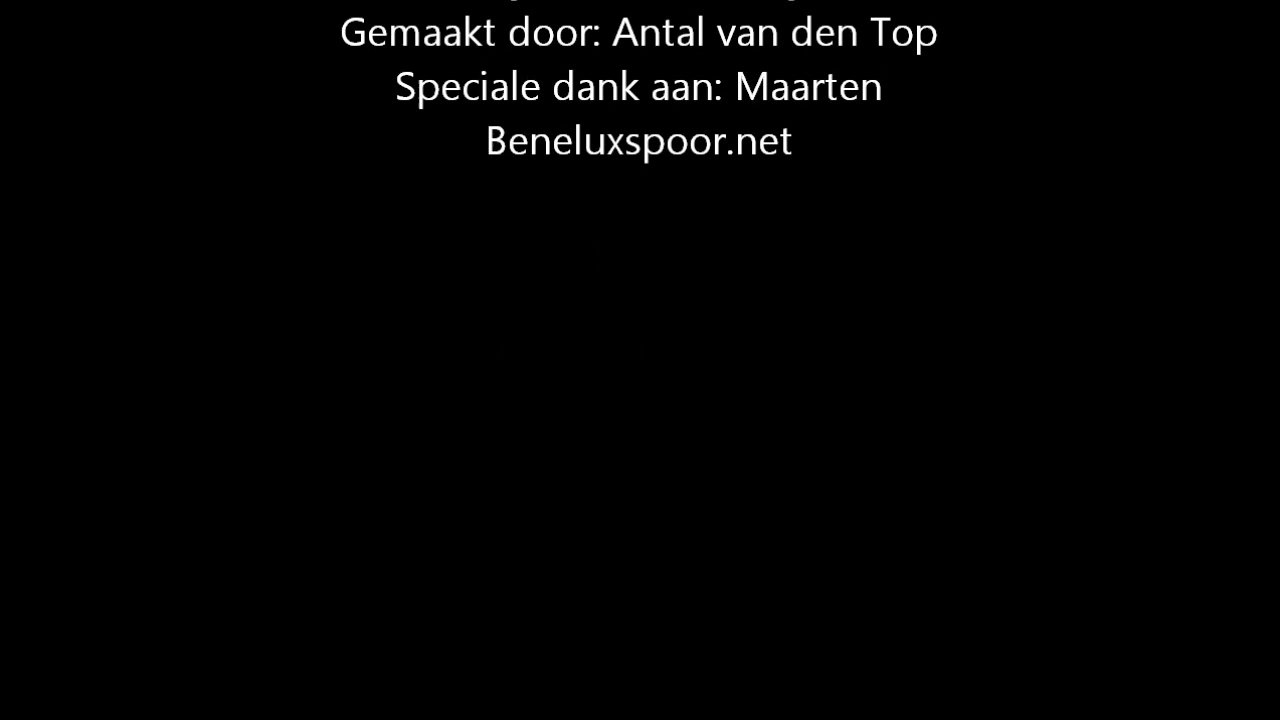 Gemaakt door: Antal van den Top
Speciale dank aan: Maarten
Beneluxspoor.net